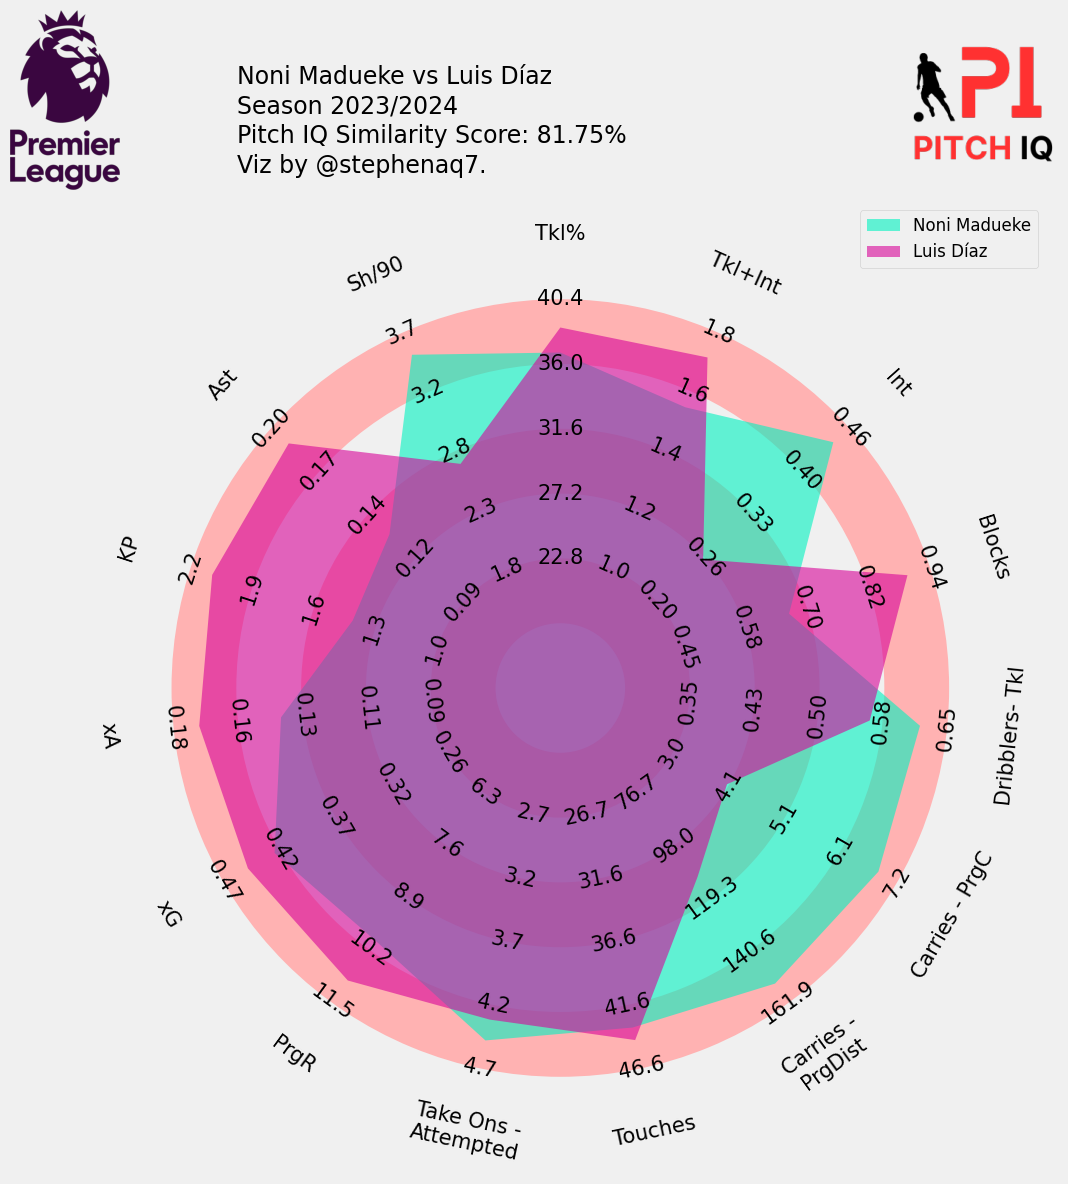 Premier
League
Noni Madueke vs Luis Díaz
Season 2023/2024
Pitch IQ Similarity Score: 81.75%
Viz by @stephenaq7.
PI
PITCH IQ
Noni Madueke
Luis Díaz
Tkl%
40.4
36.0
31.6
27.2
22.8
Tkl+Int
1.8
1.6
1.4
1.2
1.0
Int
0.46
0.40
0.33
0.26
0.20
Blocks
0.94
0.82
0.70
0.58
0.45
Dribblers- Tkl
0.65
0.58
0.50
0.43
0.35
Carries - PrgC
7.2
6.1
5.1
4.1
3.0
Carries -
PrgDist
161.9
140.6
119.3
98.0
76.7
Touches
46.6
41.6
36.6
31.6
26.7
Take Ons -
Attempted
4.7
4.2
3.7
3.2
2.7
PrgR
11.5
10.2
8.9
7.6
6.3
xG
0.47
0.42
0.37
0.32
0.26
xA
0.18
0.16
0.13
0.11
0.09
KP
2.2
1.9
1.6
1.3
1.0
Ast
0.20
0.17
0.14
0.12
0.09
Sh/90
3.7
3.2
2.8
2.3
1.8